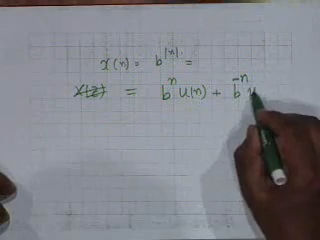 x(n) = b^|n| =
X(z) = b^n u(n) + b^-n u